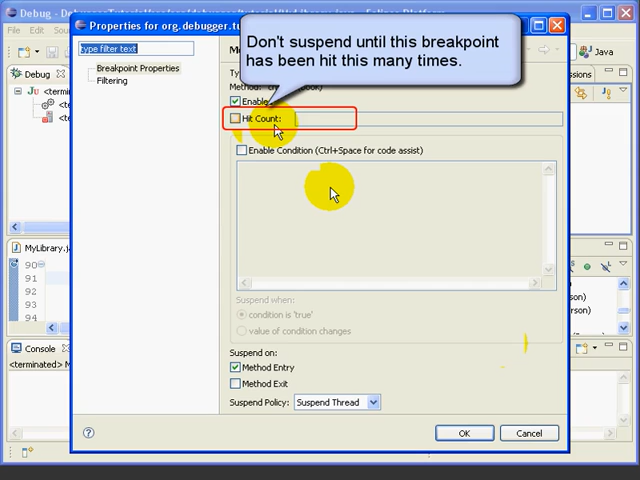 Debug -
File
Properties for org.debugger.tu
Don't suspend until this breakpoint
has been hit this many times.
type filter text
Breakpoint Properties
Filtering
Enable
Hit Count:
Enable Condition (Ctrl+Space for code assist)
Suspend when:
condition is 'true'
value of condition changes
Suspend on:
Method Entry
Method Exit
Suspend Policy: Suspend Thread
OK
Cancel
Java
Debug
MyLibrary.j
90
91
92
93
94
Console
<terminated> M